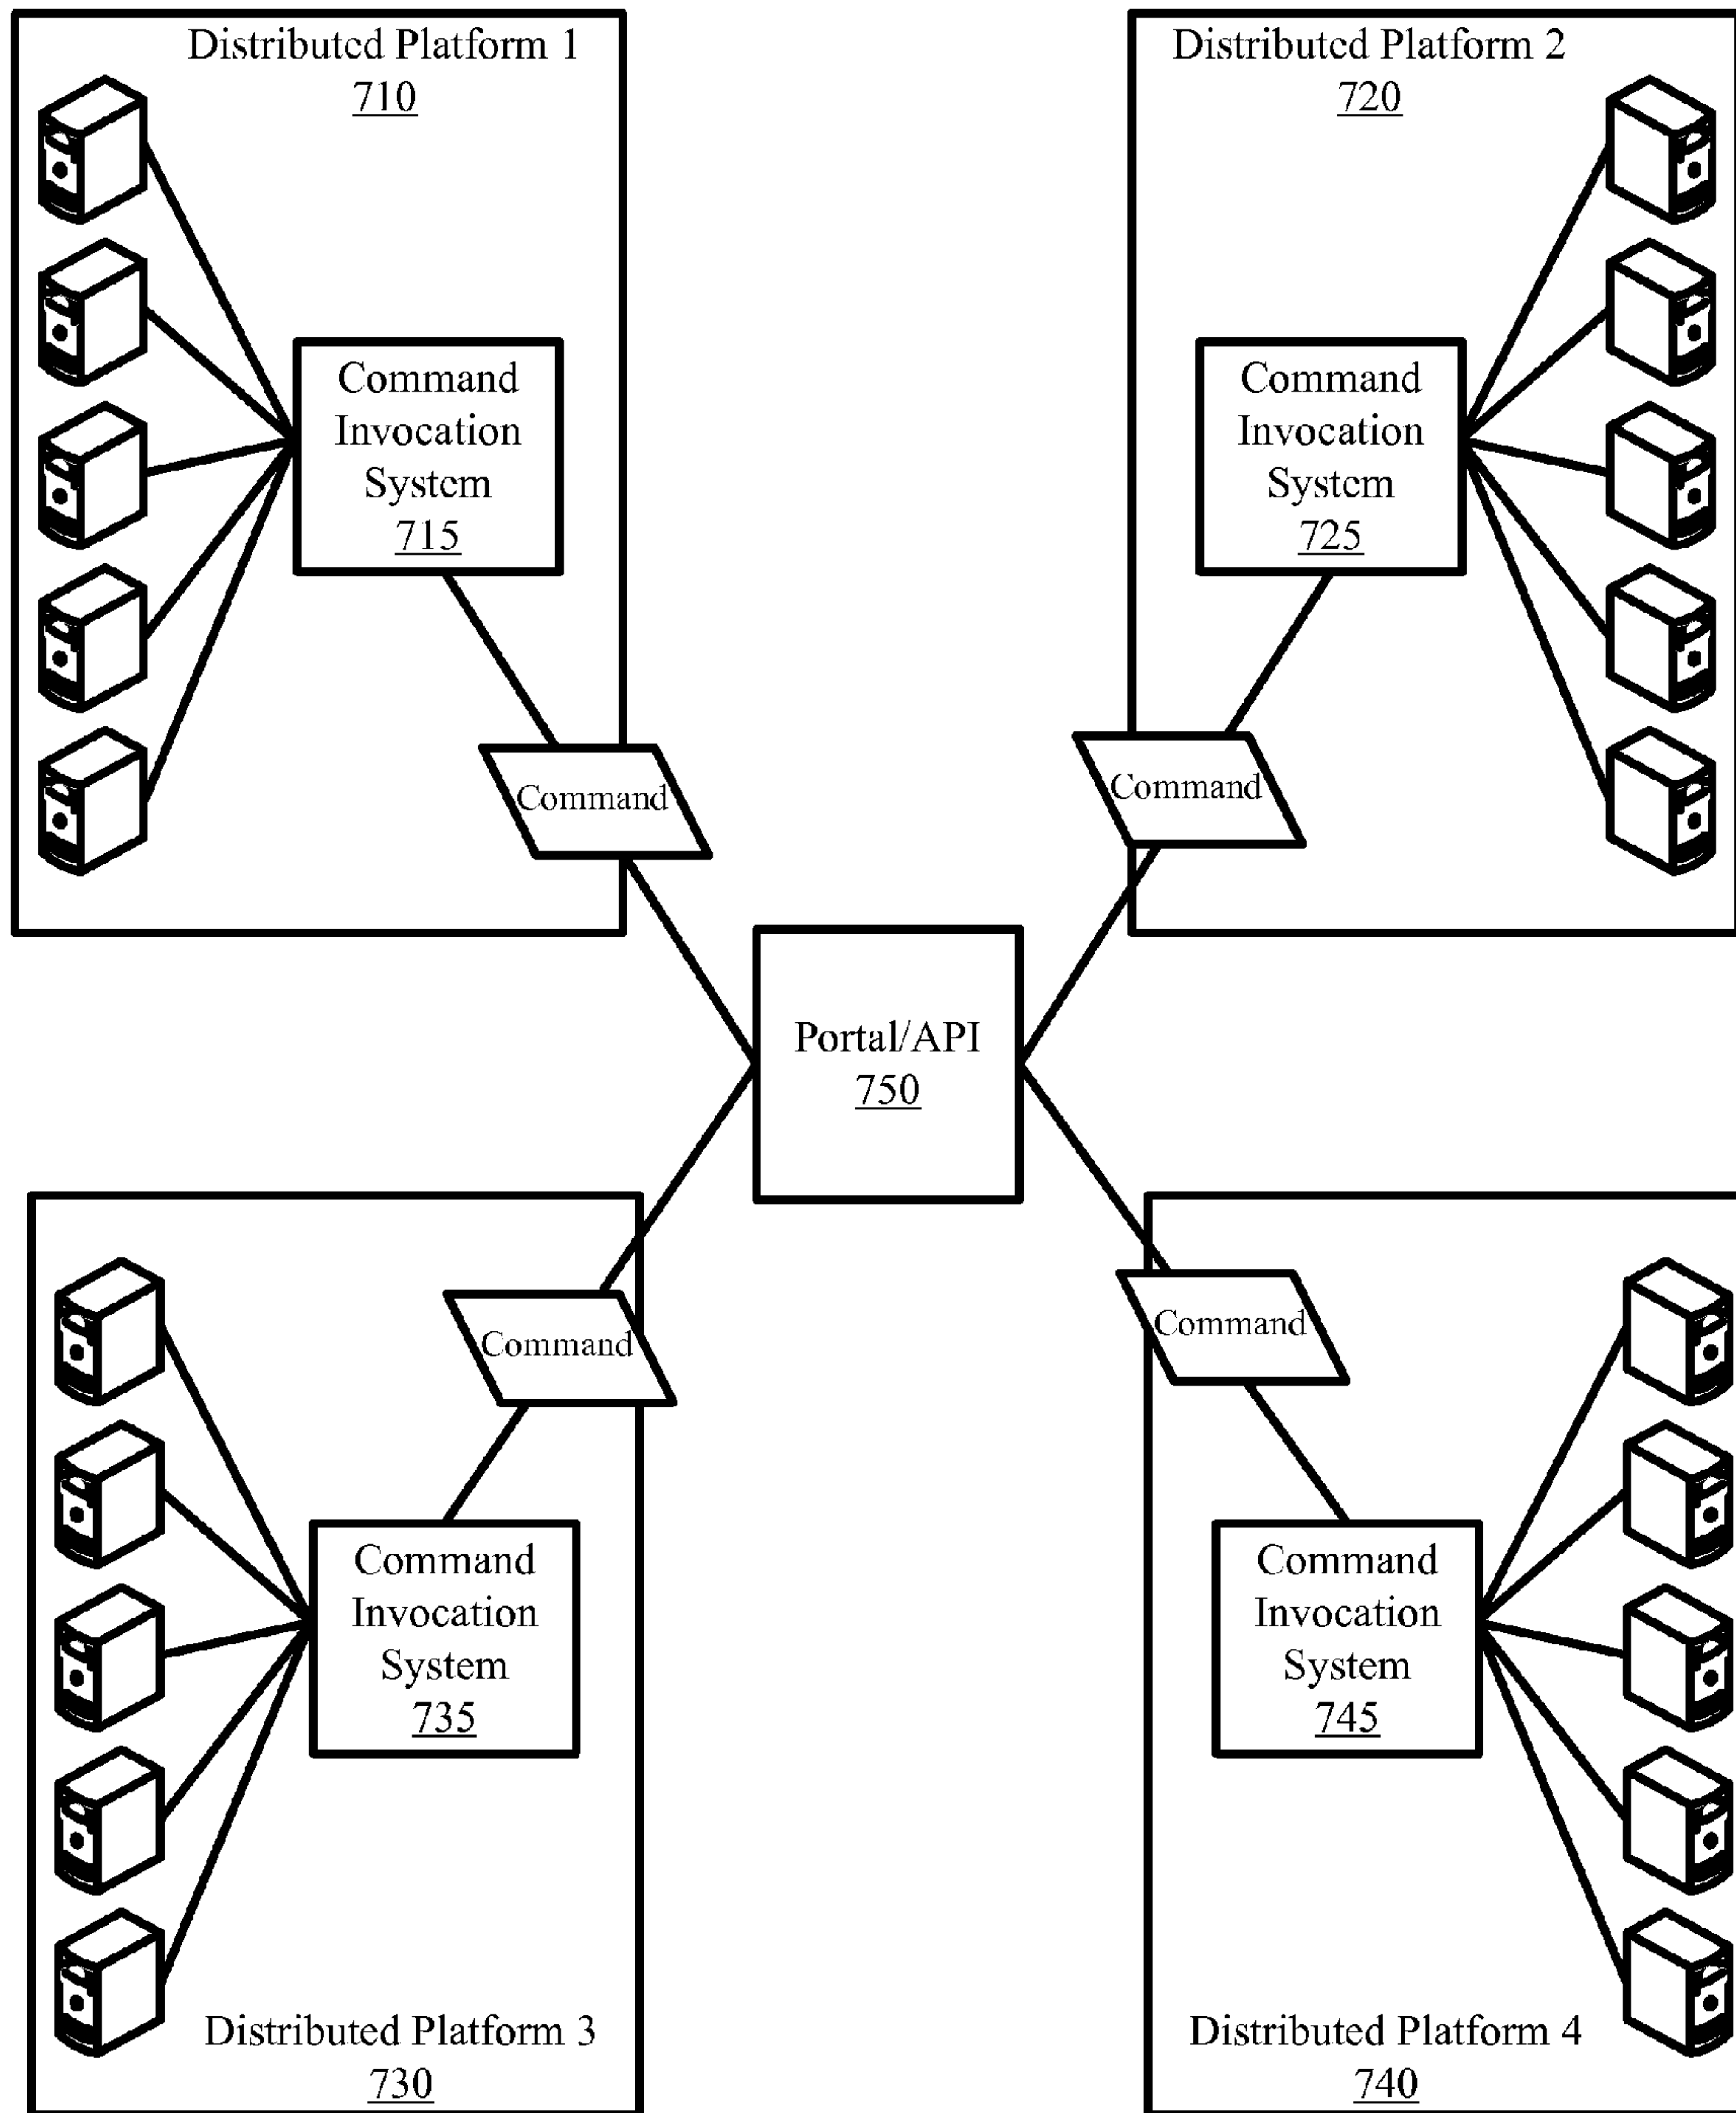 Distributed Platform 1
710
Distributed Platform 2
720
Command
Invocation
System
715
Command
Invocation
System
725
Command
Command
Portal/API
750
Command
Command
Command
Invocation
System
735
Command
Invocation
System
745
Distributed Platform 3
730
Distributed Platform 4
740